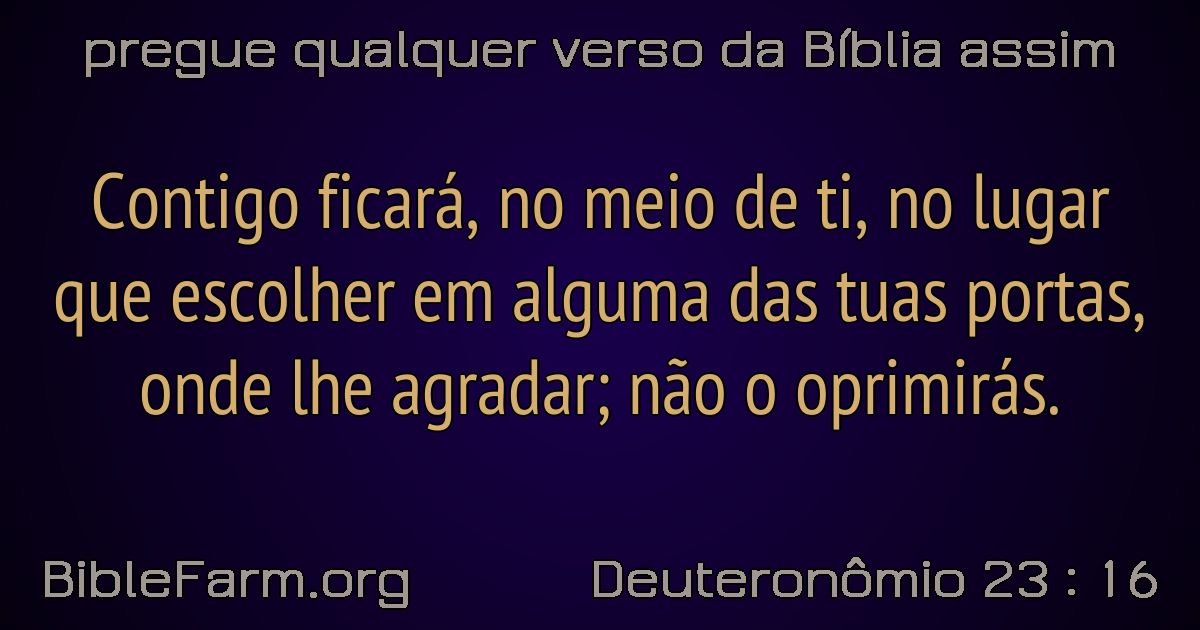 pregue qualquer verso da Bíblia assim
Contigo ficará, no meio de ti, no lugar
que escolher em alguma das tuas portas,
onde lhe agradar; não o oprimirás.
BibleFarm.org
Deuteronômio 23 : 16